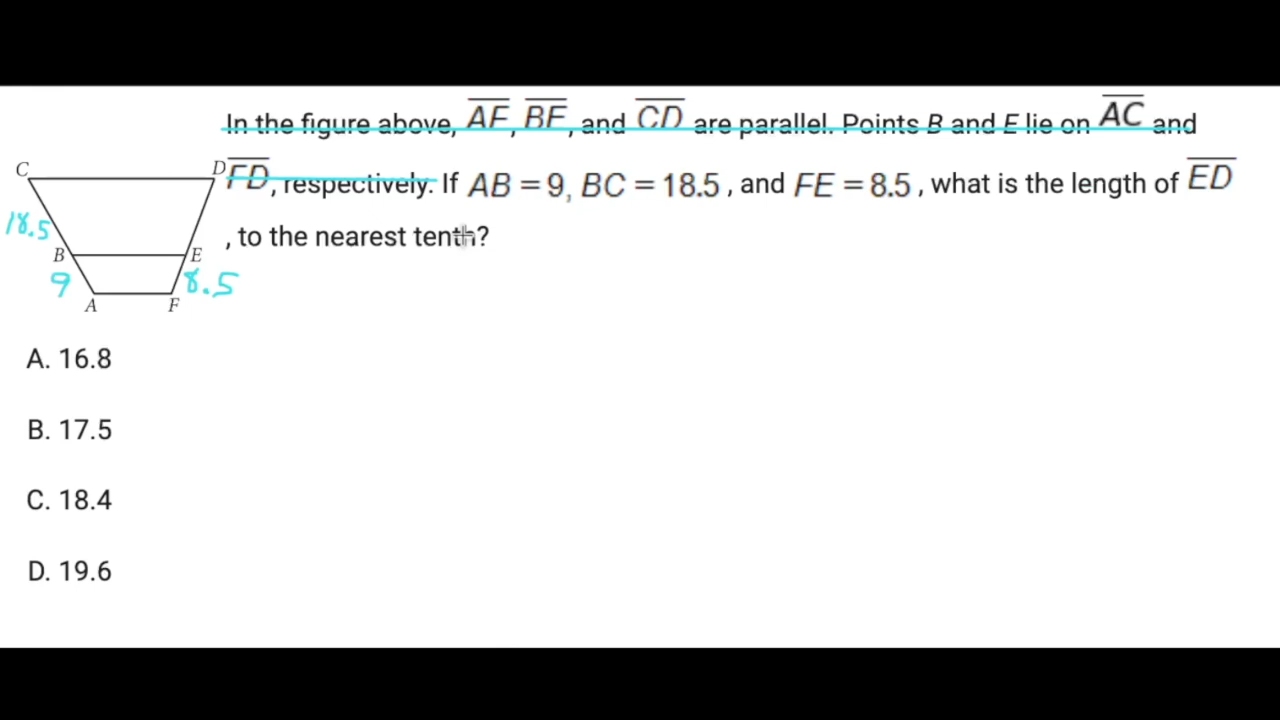 In the figure above, AF, BE, and CD are parallel. Points B and E lie on AC and
FD, respectively. If AB = 9, BC = 18.5, and FE = 8.5, what is the length of ED
, to the nearest tenth?
C D
18.5
B E
9 8.5
A F
A. 16.8
B. 17.5
C. 18.4
D. 19.6